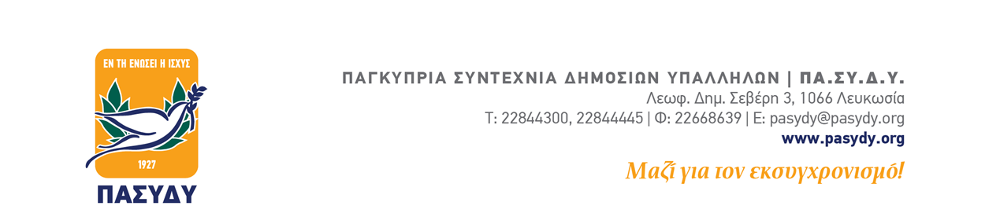 ΕΝ ΤΗ ΕΝΩΣΕΙ Η ΙΣΧΥΣ
1927
ΠΑΣΥΔΥ
ΠΑΓΚΥΠΡΙΑ ΣΥΝΤΕΧΝΙΑ ΔΗΜΟΣΙΩΝ ΥΠΑΛΛΗΛΩΝ | ΠΑ.ΣΥ.Δ.Υ.
Λεωφ. Δημ. Σεβέρη 3, 1066 Λευκωσία
Τ: 22844300, 22844445 | Φ: 22668639 | E: pasydy@pasydy.org
www.pasydy.org
Μαζί για τον εκσυγχρονισμό!